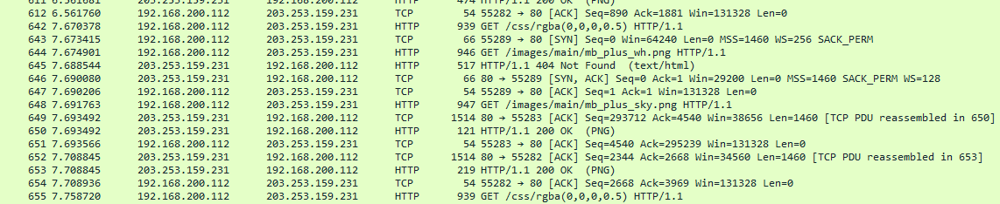 611 6.561681 203.253.159.231 192.168.200.112 HTTP 474 HTTP/1.1 200 OK (PNG)
612 6.561760 192.168.200.112 203.253.159.231 TCP 54 55282 → 80 [ACK] Seq=890 Ack=1881 Win=131328 Len=0
642 7.670378 192.168.200.112 203.253.159.231 HTTP 939 GET /css/rgba(0,0,0,0.5) HTTP/1.1
643 7.673415 192.168.200.112 203.253.159.231 TCP 66 55289 → 80 [SYN] Seq=0 Win=64240 Len=0 MSS=1460 WS=256 SACK_PERM
644 7.674901 192.168.200.112 203.253.159.231 HTTP 946 GET /images/main/mb_plus_wh.png HTTP/1.1
645 7.688544 203.253.159.231 192.168.200.112 HTTP 517 HTTP/1.1 404 Not Found (text/html)
646 7.690080 203.253.159.231 192.168.200.112 TCP 66 80 → 55289 [SYN, ACK] Seq=0 Ack=1 Win=29200 Len=0 MSS=1460 SACK_PERM WS=128
647 7.690206 192.168.200.112 203.253.159.231 TCP 54 55289 → 80 [ACK] Seq=1 Ack=1 Win=131328 Len=0
648 7.691763 192.168.200.112 203.253.159.231 HTTP 947 GET /images/main/mb_plus_sky.png HTTP/1.1
649 7.693492 203.253.159.231 192.168.200.112 TCP 1514 80 → 55283 [ACK] Seq=293712 Ack=4540 Win=38656 Len=1460 [TCP PDU reassembled in 650]
650 7.693492 203.253.159.231 192.168.200.112 HTTP 121 HTTP/1.1 200 OK (PNG)
651 7.693566 192.168.200.112 203.253.159.231 TCP 54 55283 → 80 [ACK] Seq=4540 Ack=295239 Win=131328 Len=0
652 7.708845 203.253.159.231 192.168.200.112 TCP 1514 80 → 55282 [ACK] Seq=2344 Ack=2668 Win=34560 Len=1460 [TCP PDU reassembled in 653]
653 7.708845 203.253.159.231 192.168.200.112 HTTP 219 HTTP/1.1 200 OK (PNG)
654 7.708936 192.168.200.112 203.253.159.231 TCP 54 55282 → 80 [ACK] Seq=2668 Ack=3969 Win=131328 Len=0
655 7.758720 192.168.200.112 203.253.159.231 HTTP 939 GET /css/rgba(0,0,0,0.5) HTTP/1.1